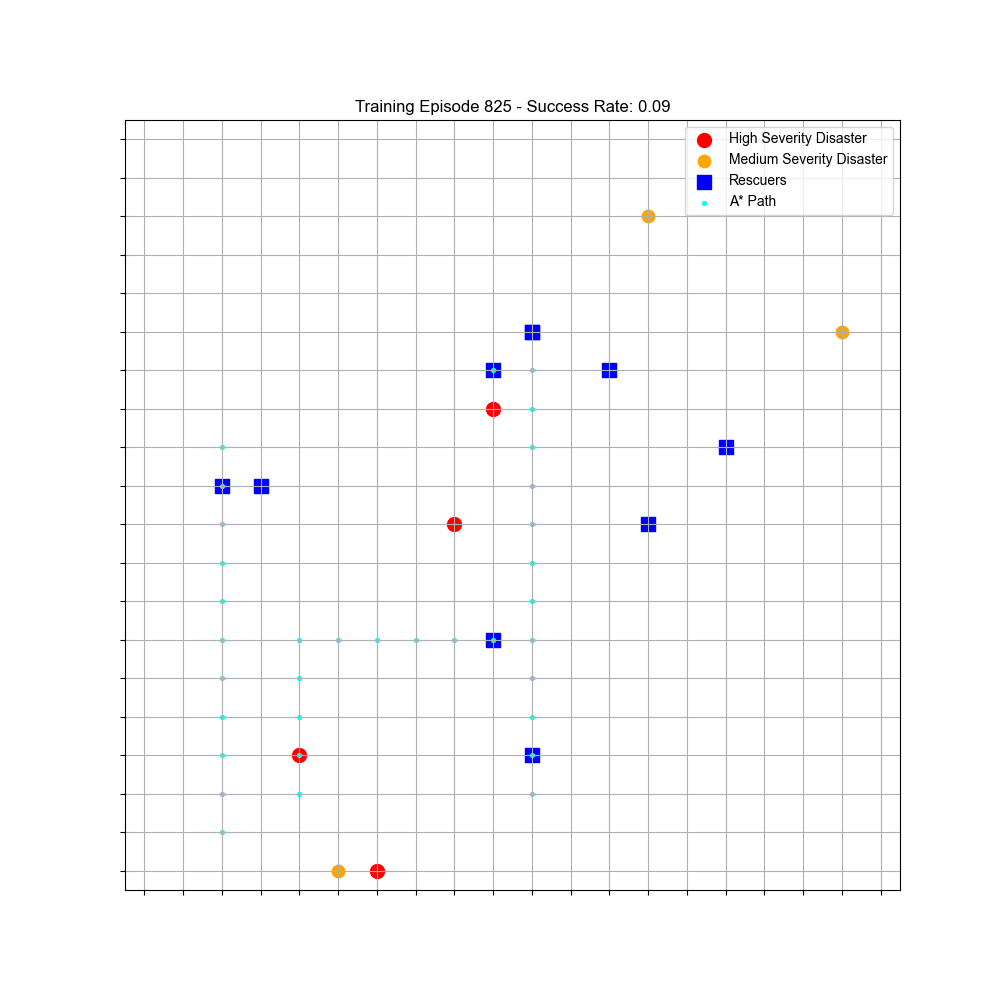 Training Episode 825 - Success Rate: 0.09
High Severity Disaster
Medium Severity Disaster
Rescuers
A* Path